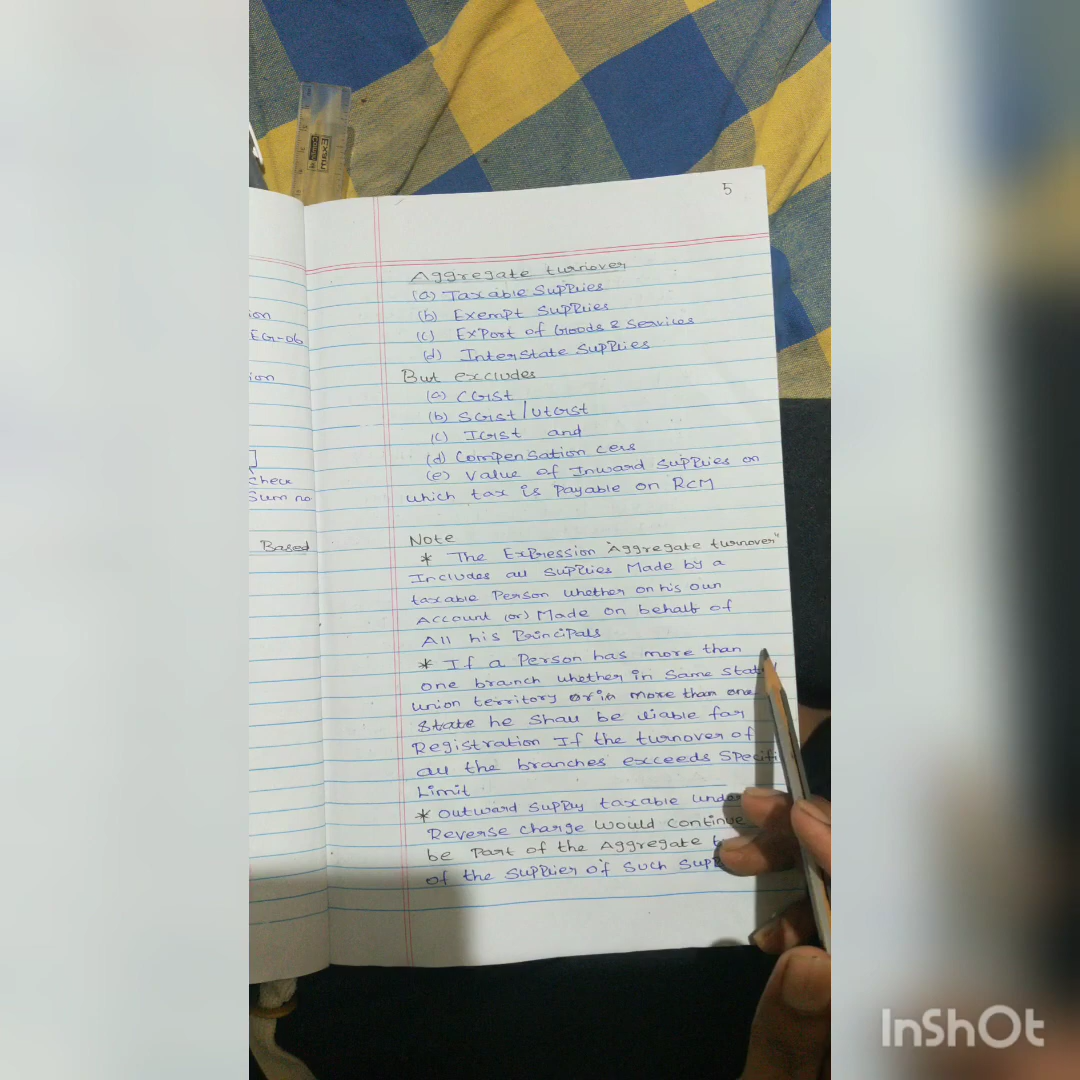 5
Exam
ion
EG-06
ion
]
check
Sum no
Based
Aggregate turnover
(a) Taxable Supplies
(b) Exempt Supplies
(c) Export of Goods & Services
(d) Interstate Supplies
But excludes
(a) CGst
(b) SGst/UtGst
(c) IGst and
(d) Compensation cess
(e) Value of Inward Supplies on
which tax is Payable on RCM
Note
* The Expression "Aggregate turnover"
Includes all Supplies Made by a
taxable Person whether on his own
Account (or) Made on behalf of
All his Principals
* If a Person has more than
one branch whether in Same State/
union territory or in more than one
State he Shall be liable for
Registration If the turnover of
all the branches exceeds Specifi
Limit
* Outward Supply taxable under
Reverse charge would continue
be Part of the Aggregate t
of the Supplier of Such Supp
InShOt